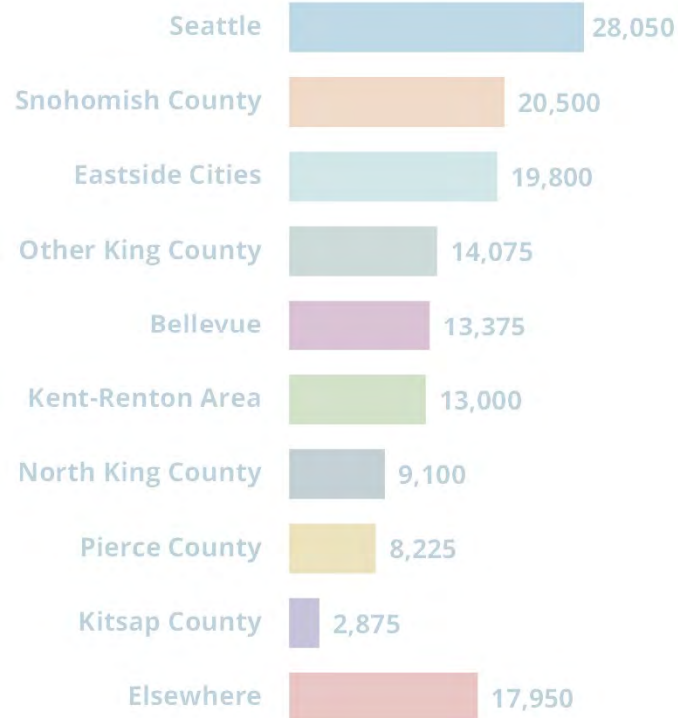 Seattle 28,050
Snohomish County 20,500
Eastside Cities 19,800
Other King County 14,075
Bellevue 13,375
Kent-Renton Area 13,000
North King County 9,100
Pierce County 8,225
Kitsap County 2,875
Elsewhere 17,950